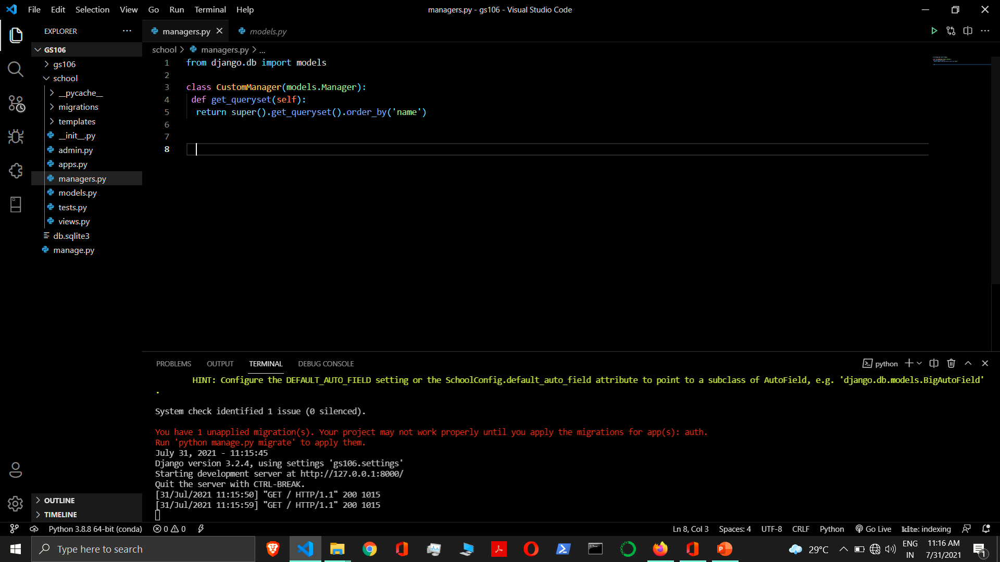 File Edit Selection View Go Run Terminal Help
managers.py - gs106 - Visual Studio Code
EXPLORER
GS106
gs106
school
__pycache__
migrations
templates
__init__.py
admin.py
apps.py
managers.py
models.py
tests.py
views.py
db.sqlite3
manage.py
OUTLINE
TIMELINE
managers.py
models.py
school > managers.py > ...
1 from django.db import models
2
3 class CustomManager(models.Manager):
4 def get_queryset(self):
5 return super().get_queryset().order_by('name')
6
7
8
PROBLEMS OUTPUT TERMINAL DEBUG CONSOLE
python
HINT: Configure the DEFAULT_AUTO_FIELD setting or the SchoolConfig.default_auto_field attribute to point to a subclass of AutoField, e.g. 'django.db.models.BigAutoField'
.
System check identified 1 issue (0 silenced).
You have 1 unapplied migration(s). Your project may not work properly until you apply the migrations for app(s): auth.
Run 'python manage.py migrate' to apply them.
July 31, 2021 - 11:15:45
Django version 3.2.4, using settings 'gs106.settings'
Starting development server at http://127.0.0.1:8000/
Quit the server with CTRL-BREAK.
[31/Jul/2021 11:15:50] "GET / HTTP/1.1" 200 1015
[31/Jul/2021 11:15:59] "GET / HTTP/1.1" 200 1015
Python 3.8.8 64-bit (conda) 0 0
Ln 8, Col 3 Spaces: 4 UTF-8 CRLF Python Go Live kite: indexing
Type here to search
29°C
ENG
IN
11:16 AM
7/31/2021
1